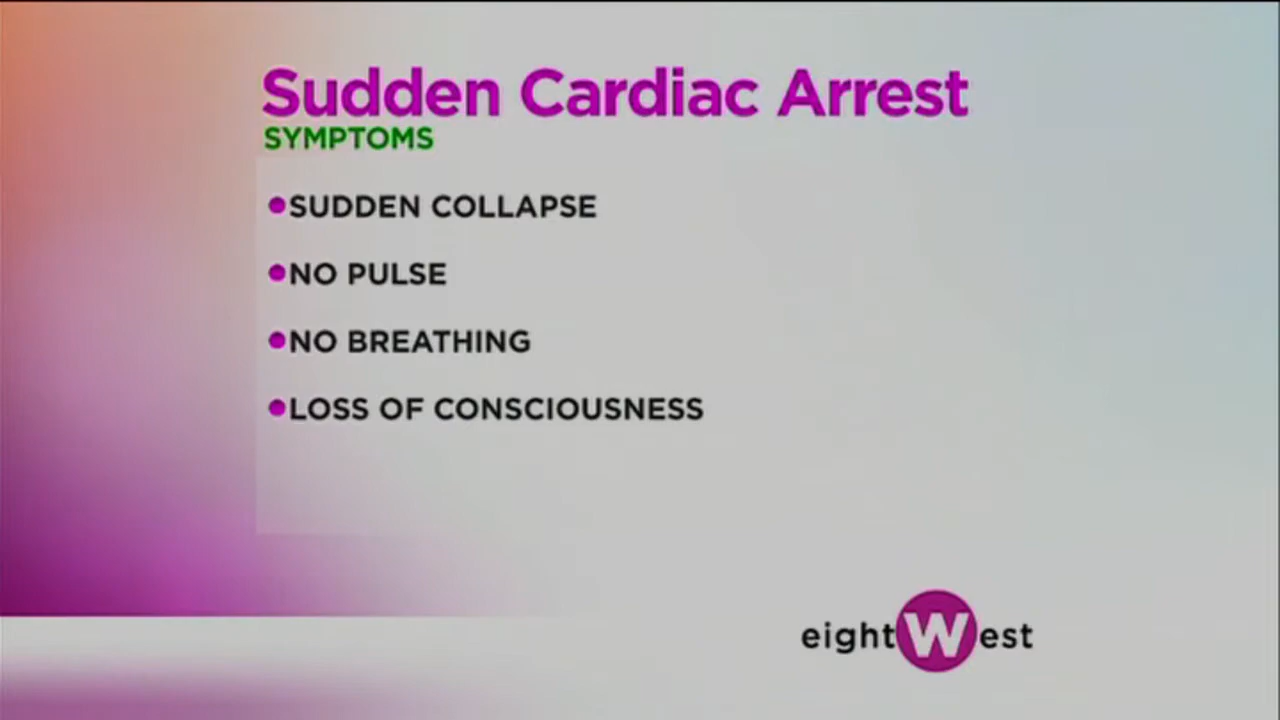 Sudden Cardiac Arrest
SYMPTOMS
•SUDDEN COLLAPSE
•NO PULSE
•NO BREATHING
•LOSS OF CONSCIOUSNESS
eightWest